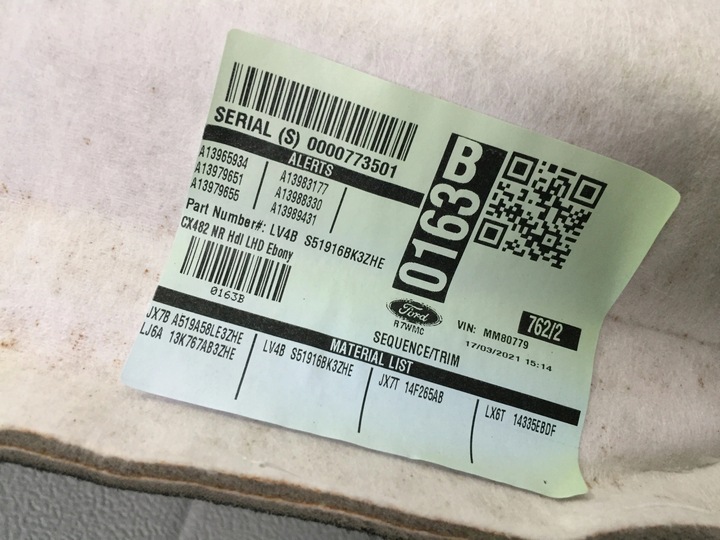 SERIAL (S) 0000773501
ALERTS
A13965934
A13979651
A13979655
A13983177
A13988330
A13989431
Part Number#: LV4B S51916BK3ZHE
CX482 NR Hdl LHD Ebony
0163B
0163B
Ford
R7WMC
VIN: MM80779
762/2
SEQUENCE/TRIM
17/03/2021 15:14
MATERIAL LIST
JX7B A519A58LE3ZHE
LJ6A 13K767AB3ZHE
LV4B S51916BK3ZHE
JX7T 14F265AB
LX6T 14335EBDF